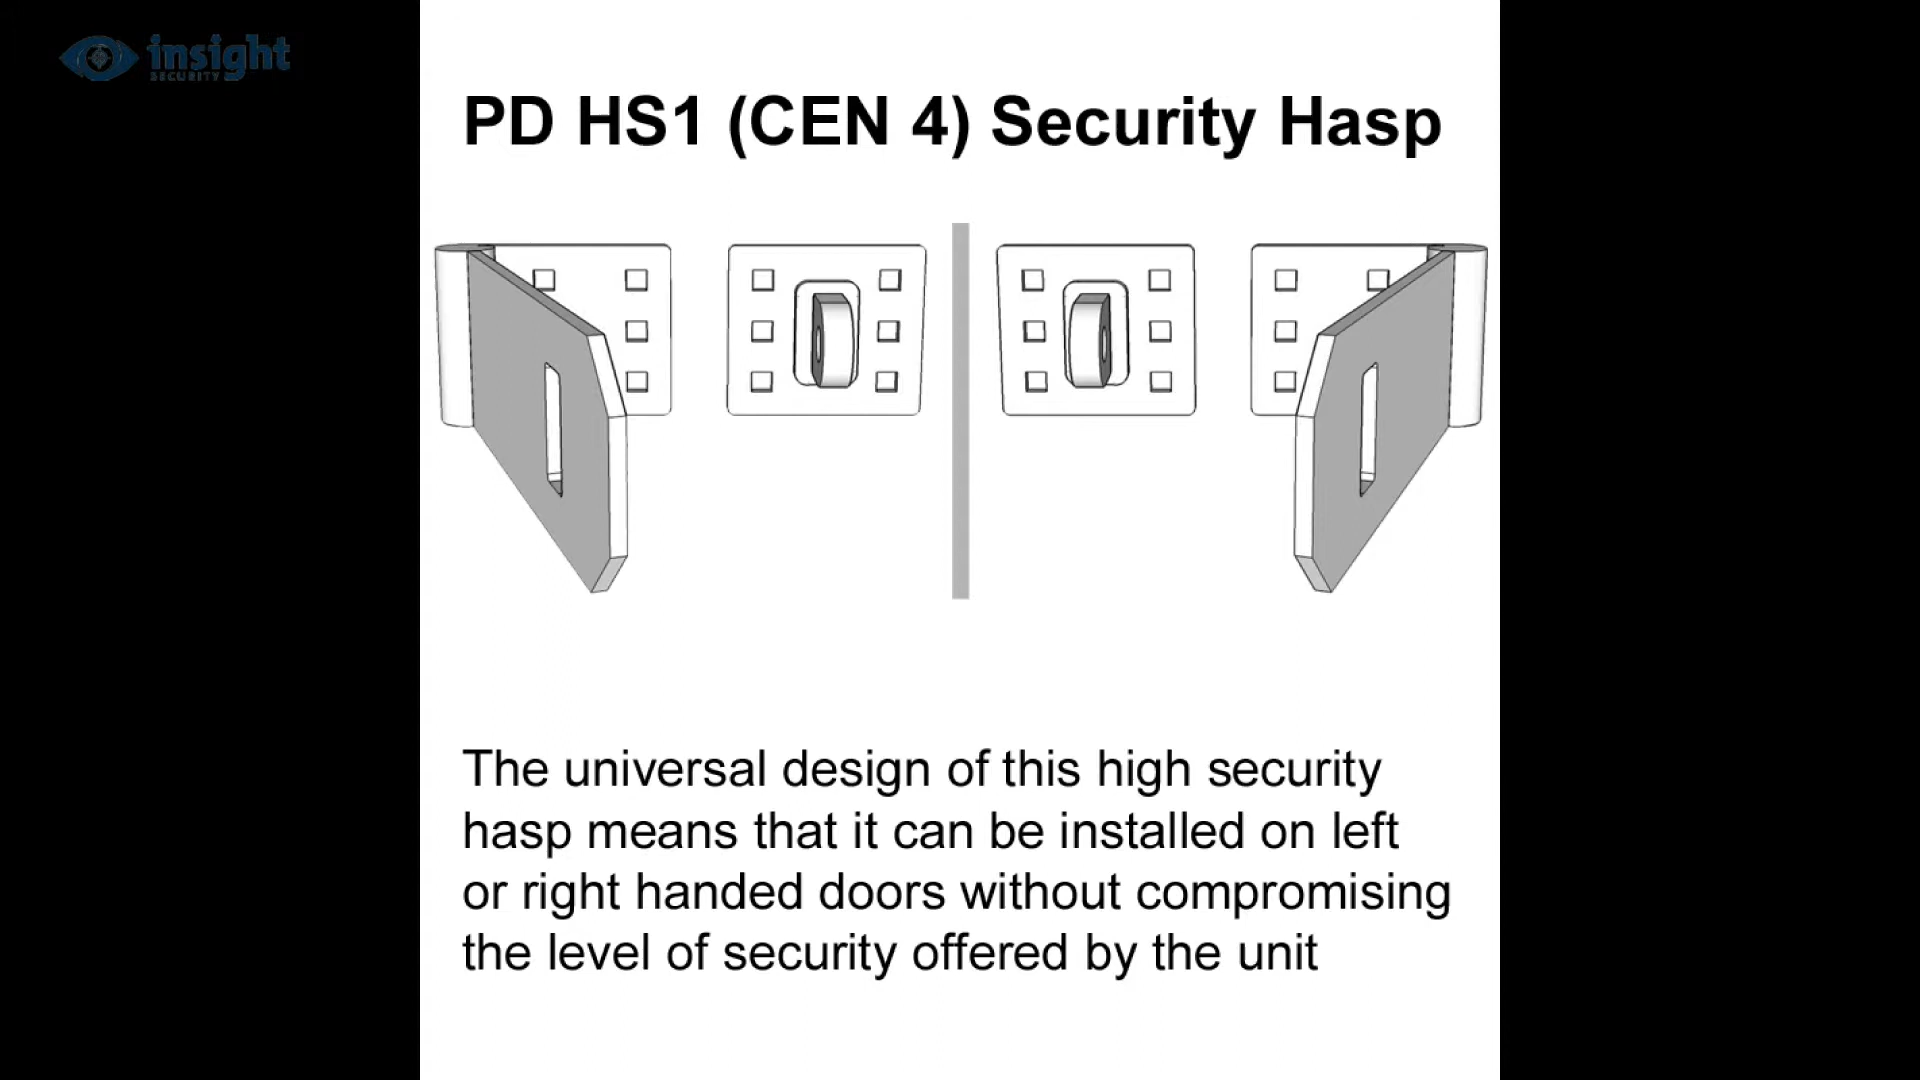 insight
SECURITY
PD HS1 (CEN 4) Security Hasp
The universal design of this high security
hasp means that it can be installed on left
or right handed doors without compromising
the level of security offered by the unit